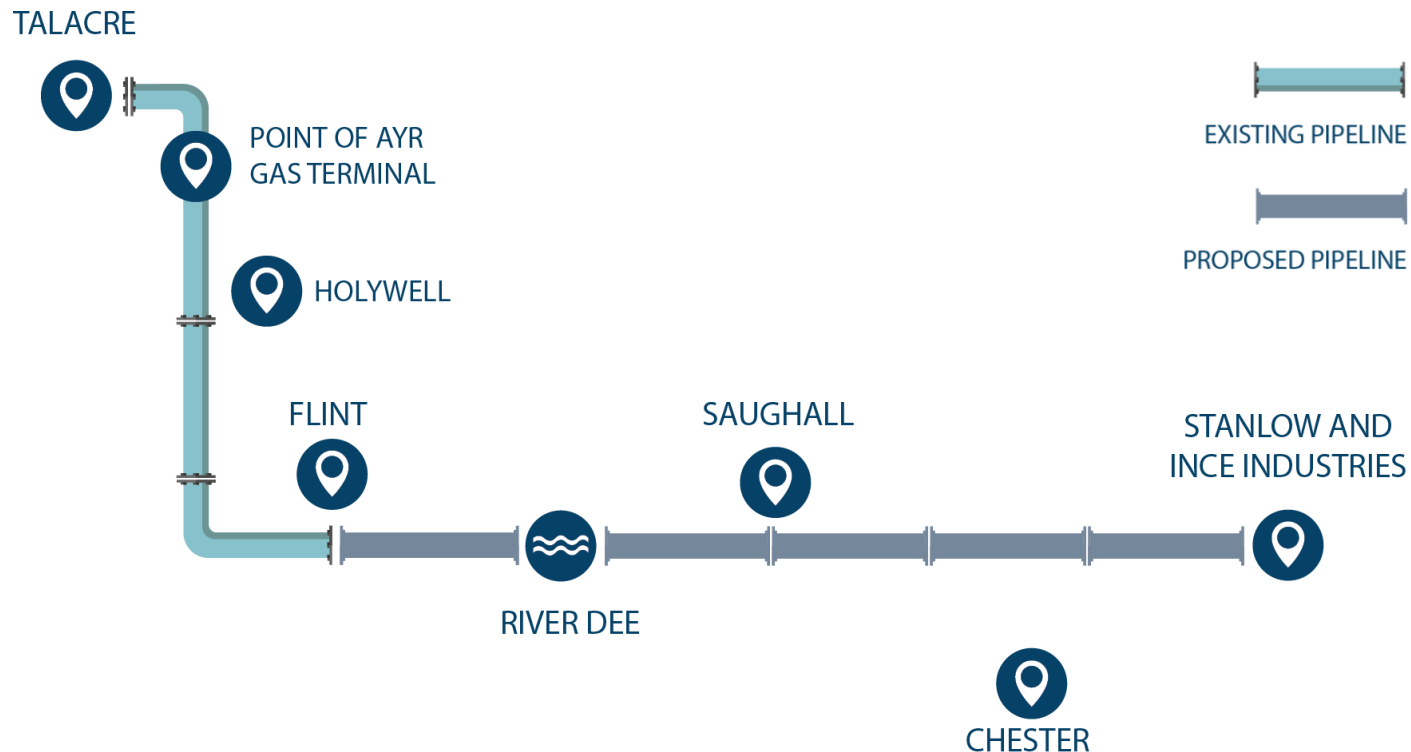 TALACRE
POINT OF AYR
GAS TERMINAL
EXISTING PIPELINE
PROPOSED PIPELINE
HOLYWELL
FLINT
SAUGHALL
STANLOW AND
INCE INDUSTRIES
RIVER DEE
CHESTER